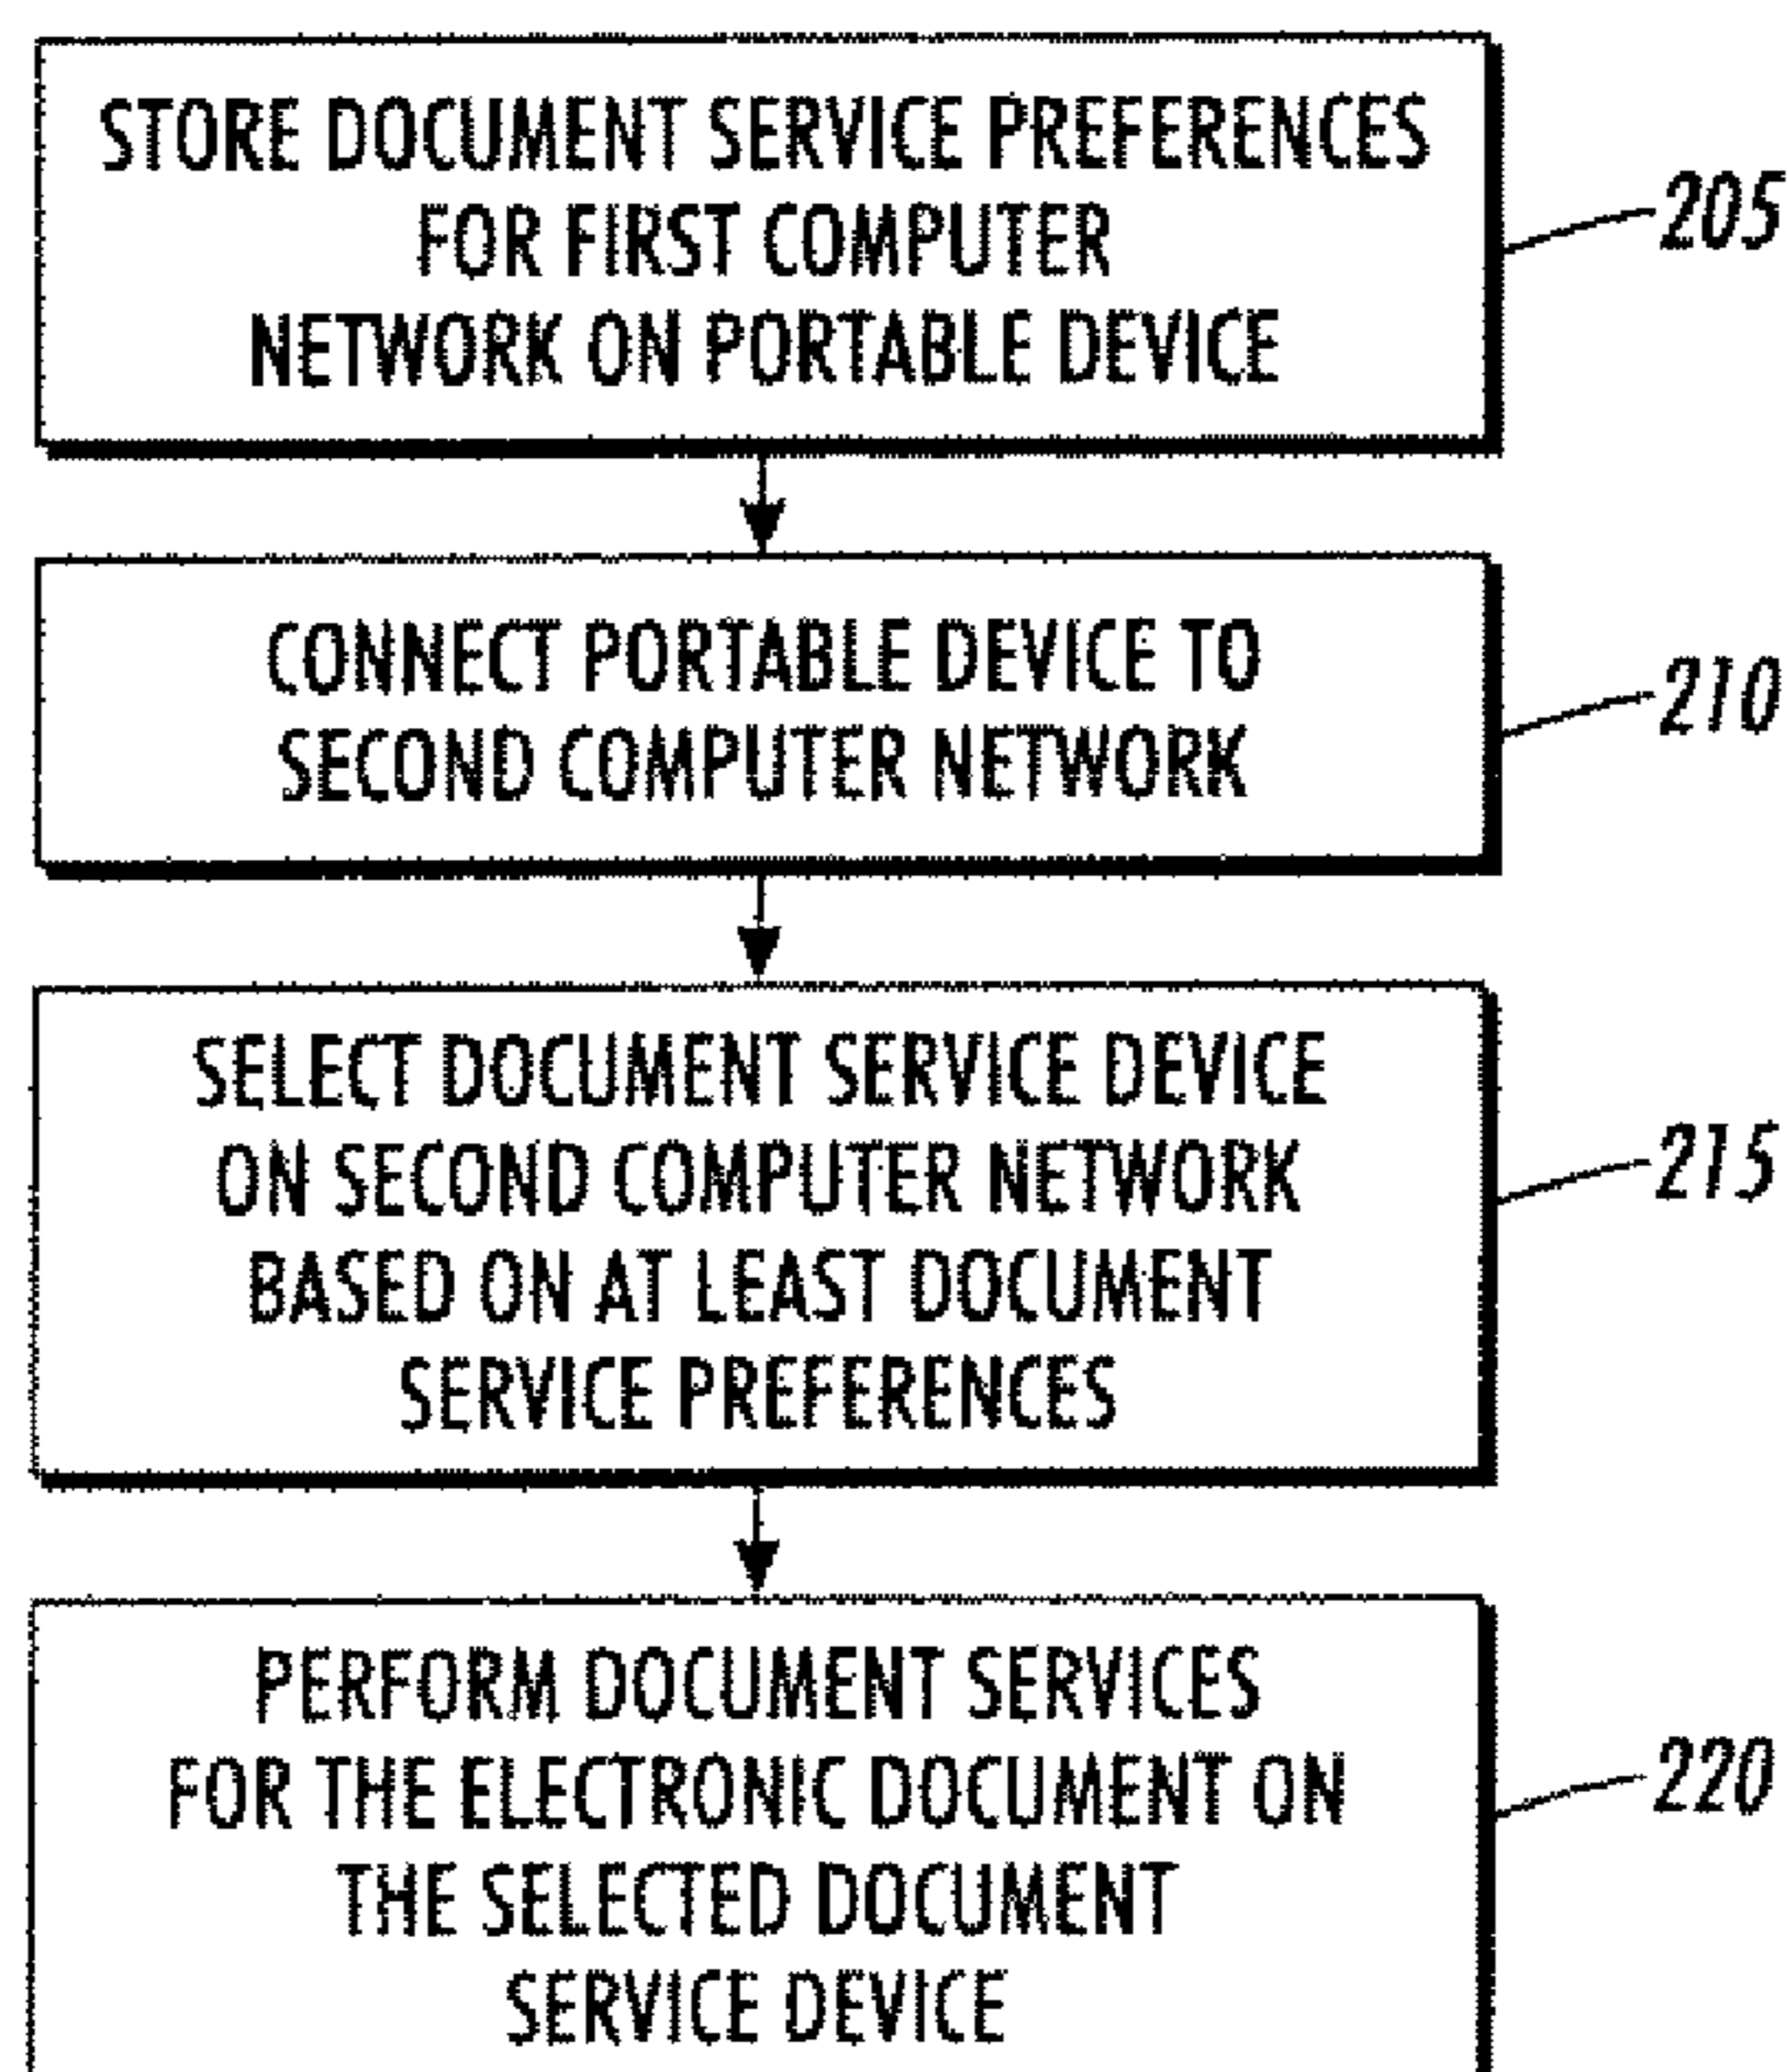 STORE DOCUMENT SERVICE PREFERENCES
FOR FIRST COMPUTER
NETWORK ON PORTABLE DEVICE
205
CONNECT PORTABLE DEVICE TO
SECOND COMPUTER NETWORK
210
SELECT DOCUMENT SERVICE DEVICE
ON SECOND COMPUTER NETWORK
BASED ON AT LEAST DOCUMENT
SERVICE PREFERENCES
215
PERFORM DOCUMENT SERVICES
FOR THE ELECTRONIC DOCUMENT ON
THE SELECTED DOCUMENT
SERVICE DEVICE
220